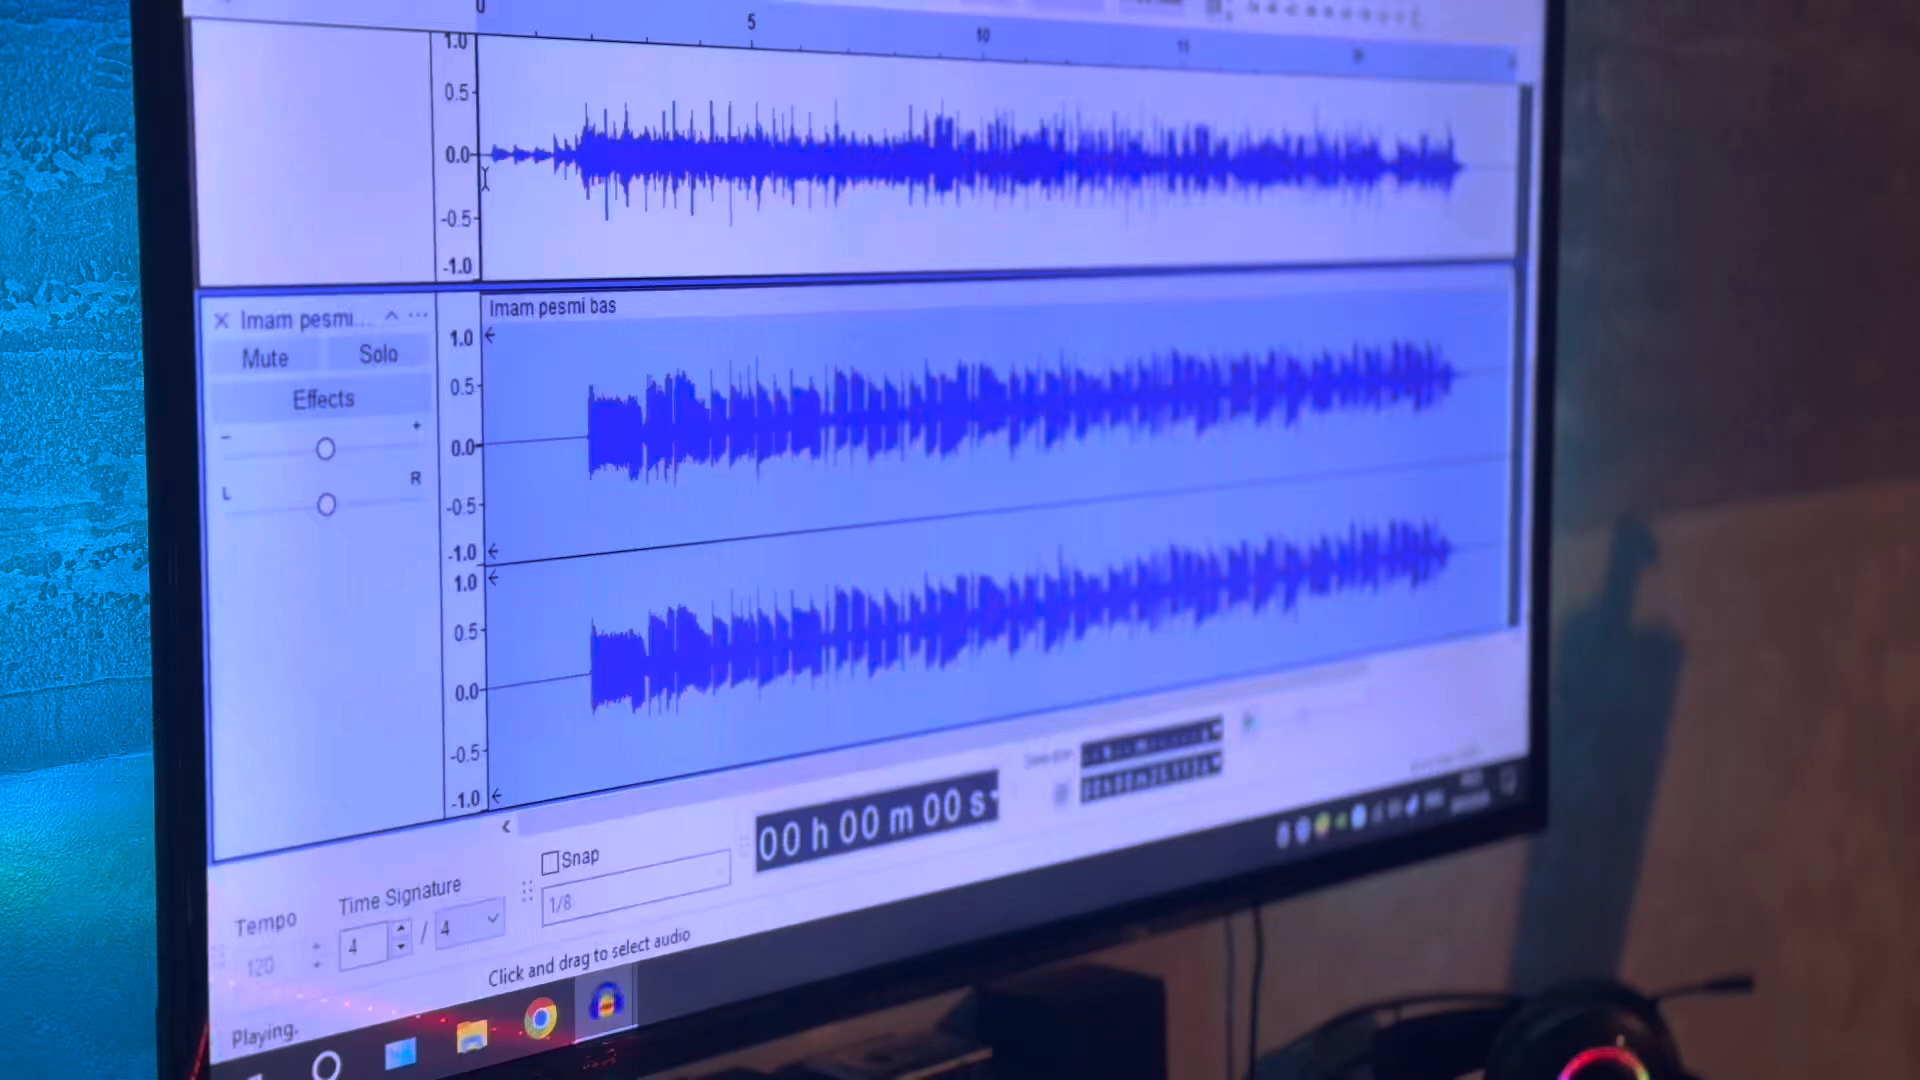 0 5 10 15
1.0
0.5
0.0
-0.5
-1.0
Imam pesmi bas
Imam pesmi...
Mute Solo
Effects
- +
L R
1.0
0.5
0.0
-0.5
-1.0
1.0
0.5
0.0
-0.5
-1.0
Snap
1/8
00 h 00 m 00 s
Tempo
120
Time Signature
4 / 4
Click and drag to select audio
Playing.